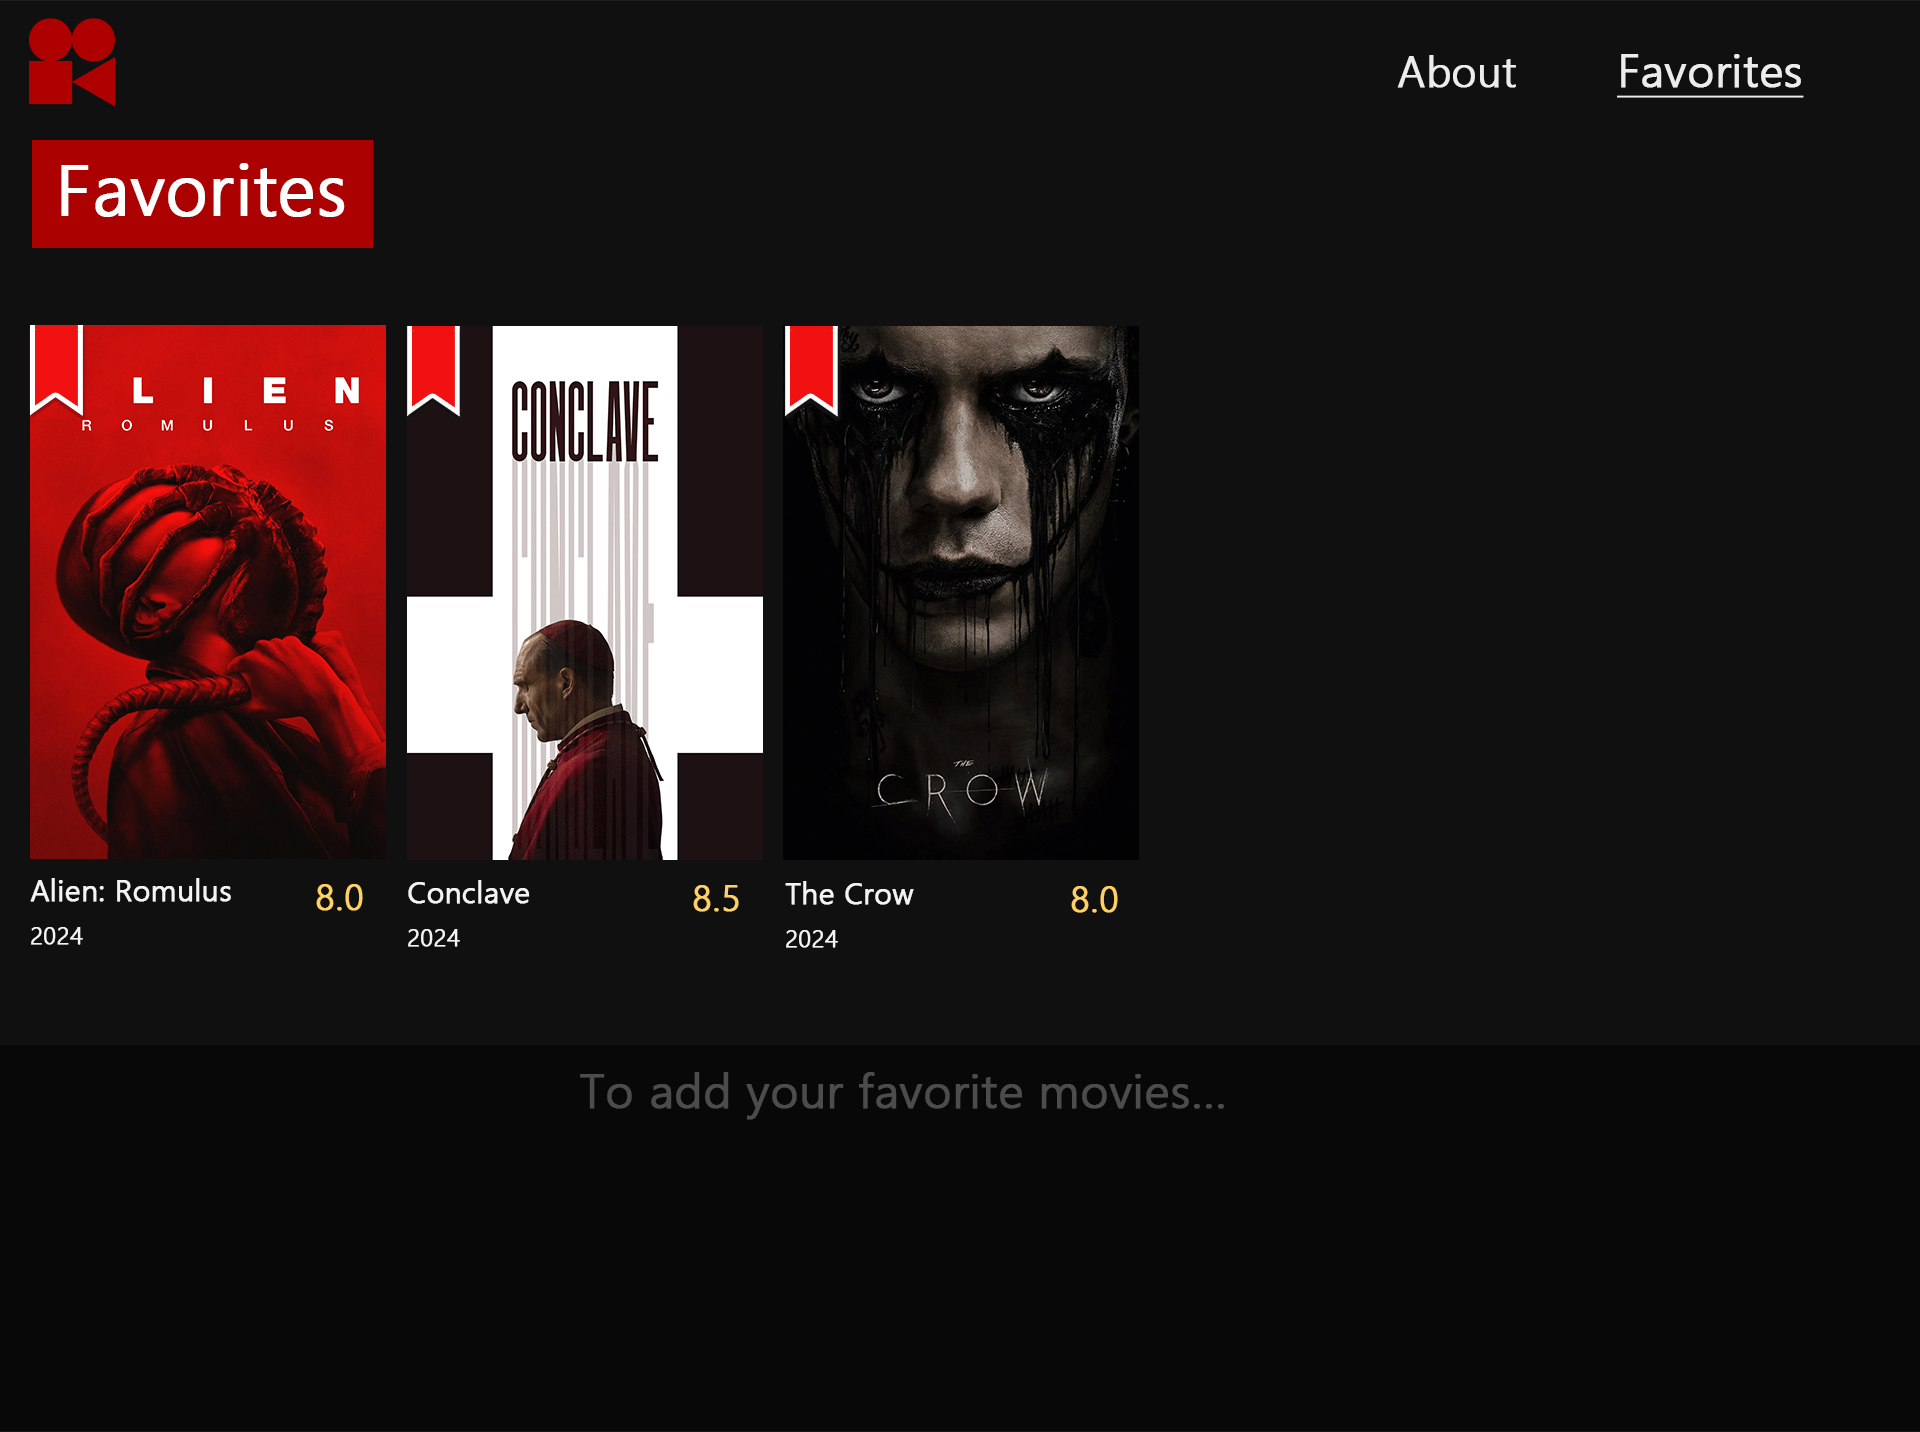 About Favorites
Favorites
LIEN
ROMULUS
CONCLAVE
THE
CROW
Alien: Romulus 8.0
2024
Conclave 8.5
2024
The Crow 8.0
2024
To add your favorite movies...